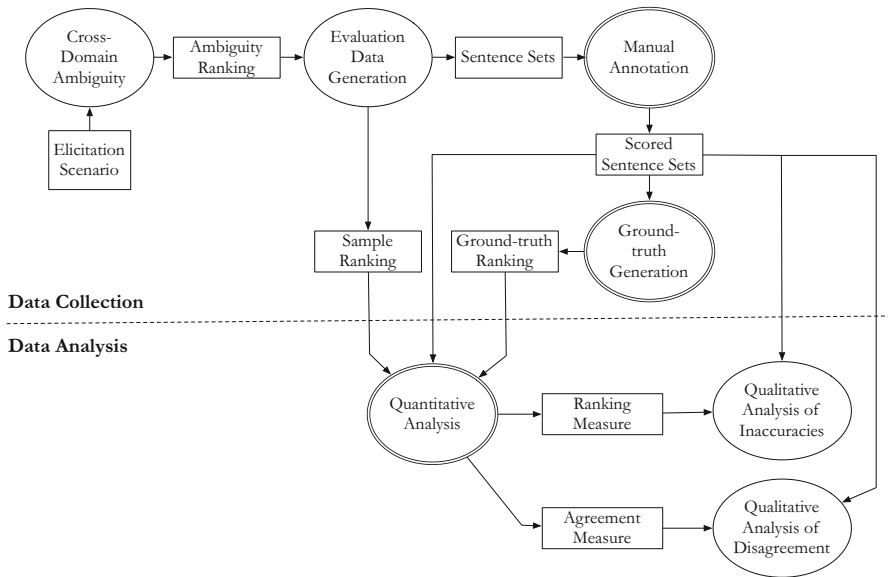 Cross-
Domain
Ambiguity
Ambiguity
Ranking
Evaluation
Data
Generation
Sentence Sets
Manual
Annotation
Elicitation
Scenario
Scored
Sentence Sets
Sample
Ranking
Ground-truth
Ranking
Ground-
truth
Generation
Data Collection
Data Analysis
Quantitative
Analysis
Ranking
Measure
Qualitative
Analysis of
Inaccuracies
Agreement
Measure
Qualitative
Analysis of
Disagreement